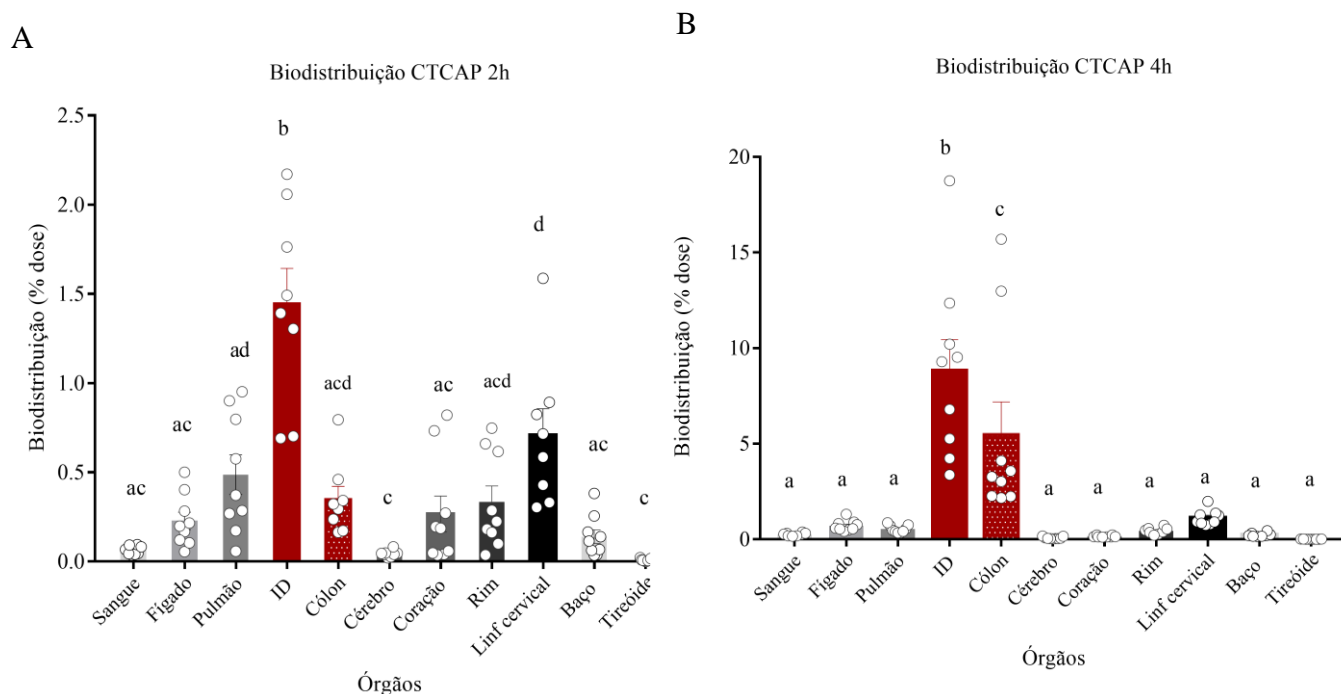 A
Biodistribuição CTCAP 2h
Biodistribuição (% dose)
2.5
2.0
1.5
1.0
0.5
0.0
ac
ac
ad
b
acd
c
ac
acd
d
ac
c
Sangue
Fígado
Pulmão
ID
Cólon
Cérebro
Coração
Rim
Linf cervical
Baço
Tireóide
Órgãos
B
Biodistribuição CTCAP 4h
Biodistribuição (% dose)
20
15
10
5
0
a
a
a
b
c
a
a
a
a
a
a
Sangue
Fígado
Pulmão
ID
Cólon
Cérebro
Coração
Rim
Linf cervical
Baço
Tireóide
Órgãos